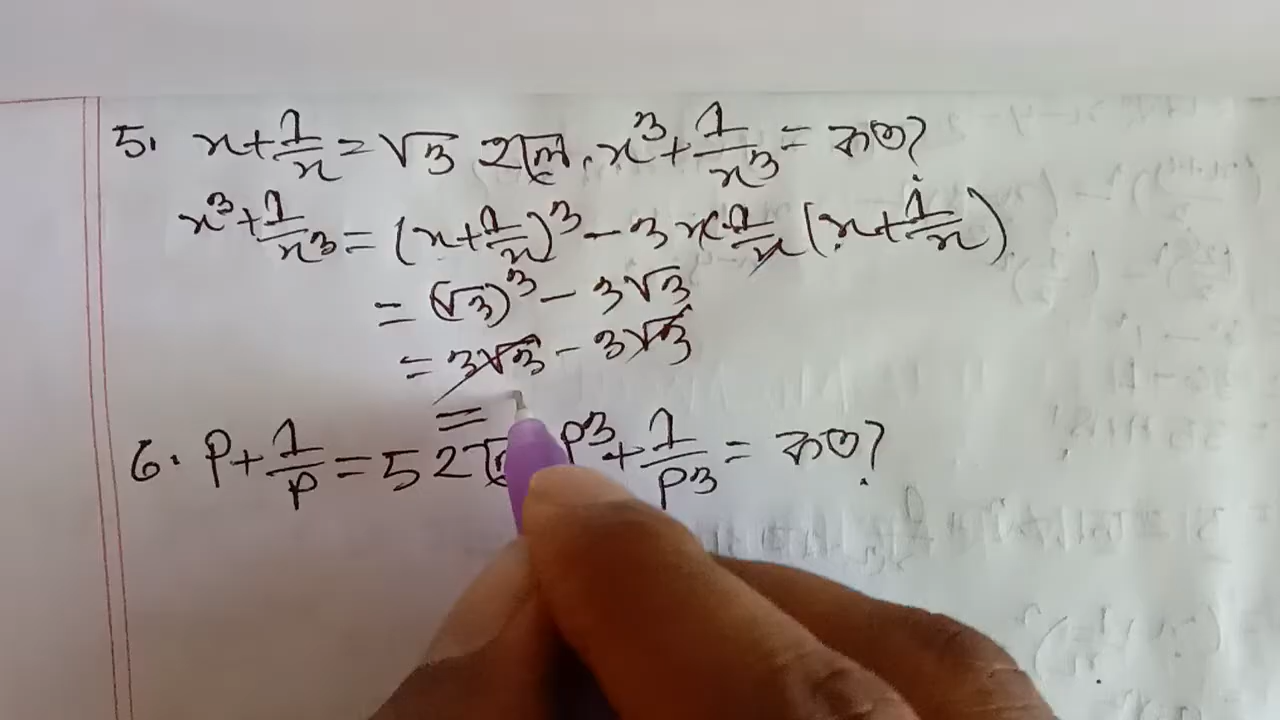 5. x+1/x=√3 হলে, x³+1/x³= কত?
x³+1/x³=(x+1/x)³-3x·1/x(x+1/x)
=(√3)³-3√3
=3√3-3√3
=
6. P+1/P=5 হলে P³+1/P³= কত?